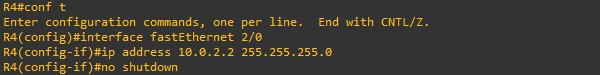 R4#conf t
Enter configuration commands, one per line.  End with CNTL/Z.
R4(config)#interface fastEthernet 2/0
R4(config-if)#ip address 10.0.2.2 255.255.255.0
R4(config-if)#no shutdown